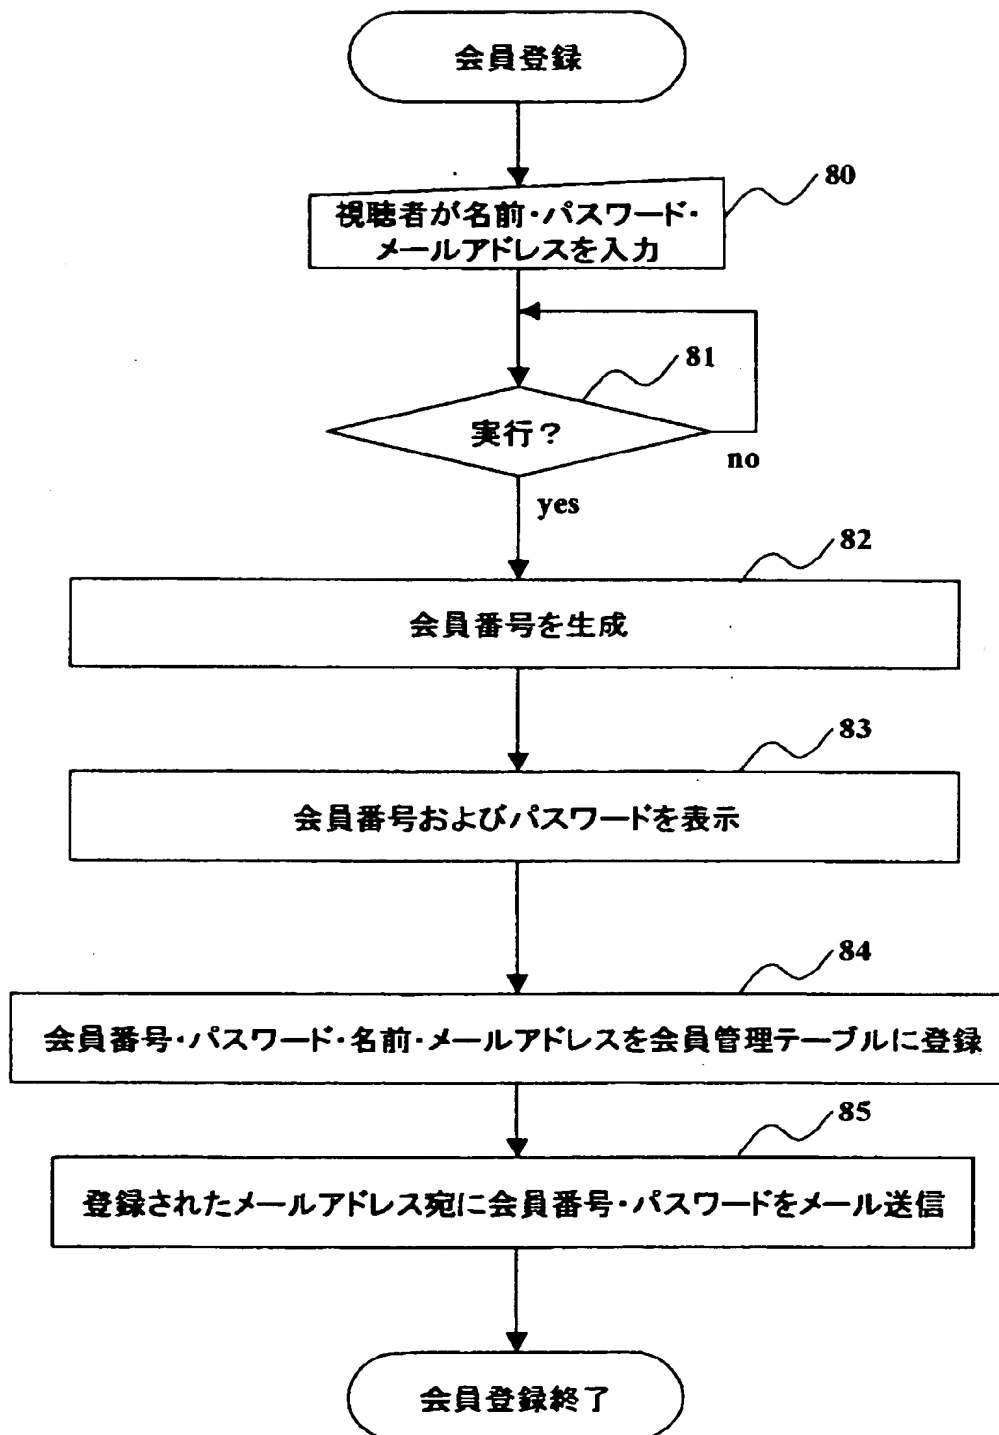 会員登録
80
視聴者が名前・パスワード・
メールアドレスを入力
81
実行？
no
yes
82
会員番号を生成
83
会員番号およびパスワードを表示
84
会員番号・パスワード・名前・メールアドレスを会員管理テーブルに登録
85
登録されたメールアドレス宛に会員番号・パスワードをメール送信
会員登録終了